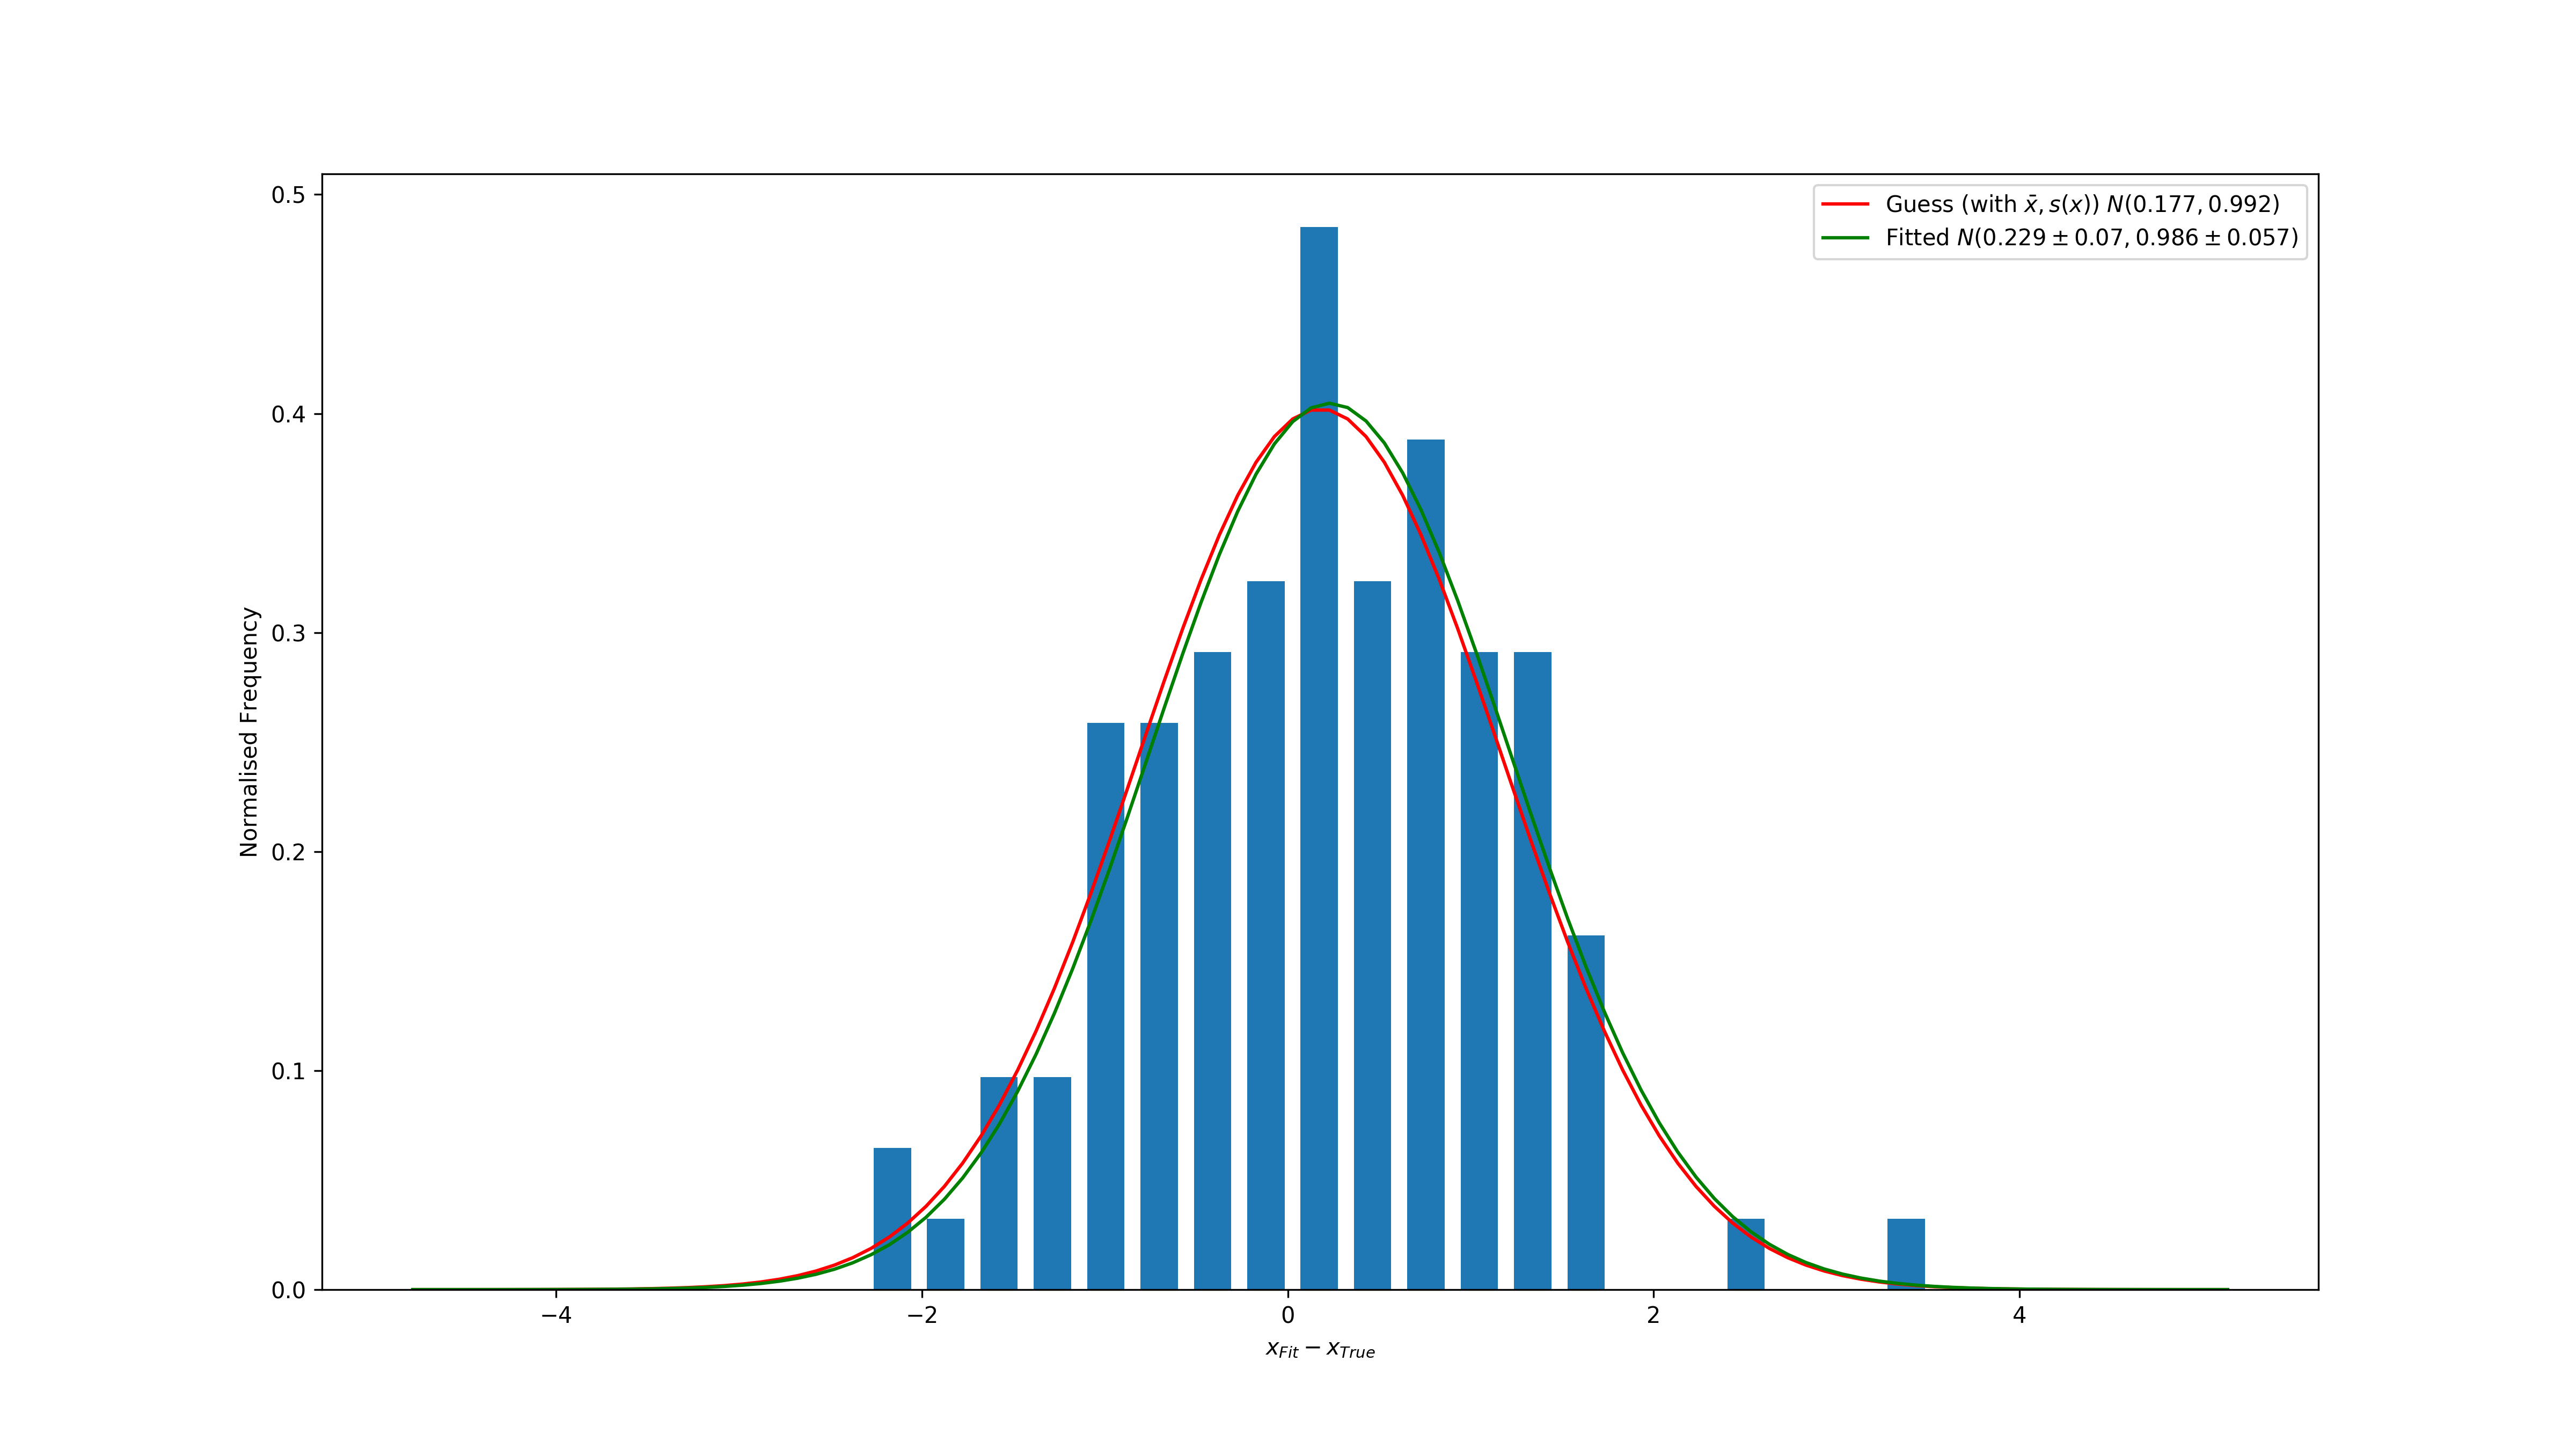 Guess (with x̄, s(x)) N(0.177, 0.992)
Fitted N(0.229 ± 0.07, 0.986 ± 0.057)
Normalised Frequency
0.5
0.4
0.3
0.2
0.1
0.0
−4 −2 0 2 4
x_Fit − x_True